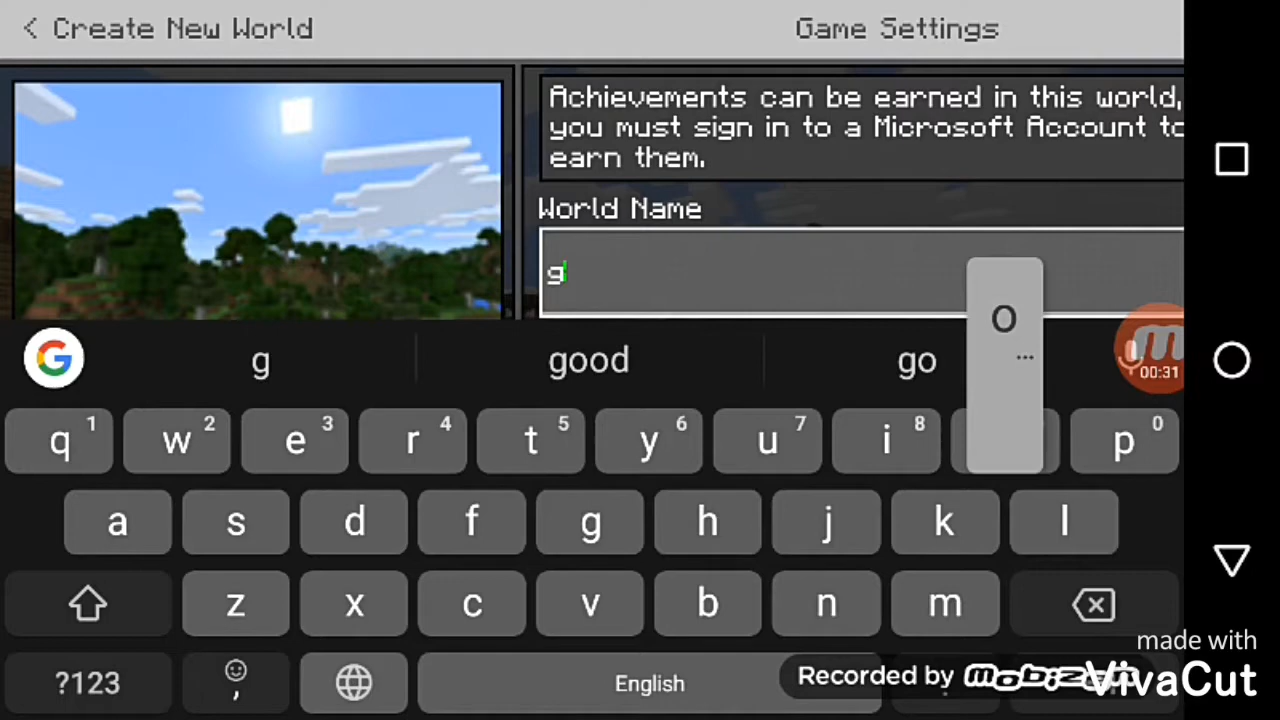 < Create New World
Game Settings
Achievements can be earned in this world,
you must sign in to a Microsoft Account to
earn them.
World Name
g
o
...
g good go
00:31
q 1 w 2 e 3 r 4 t 5 y 6 u 7 i 8 p 0
a s d f g h j k l
z x c v b n m
?123 , English .
made with
Recorded by mobizen
VivaCut